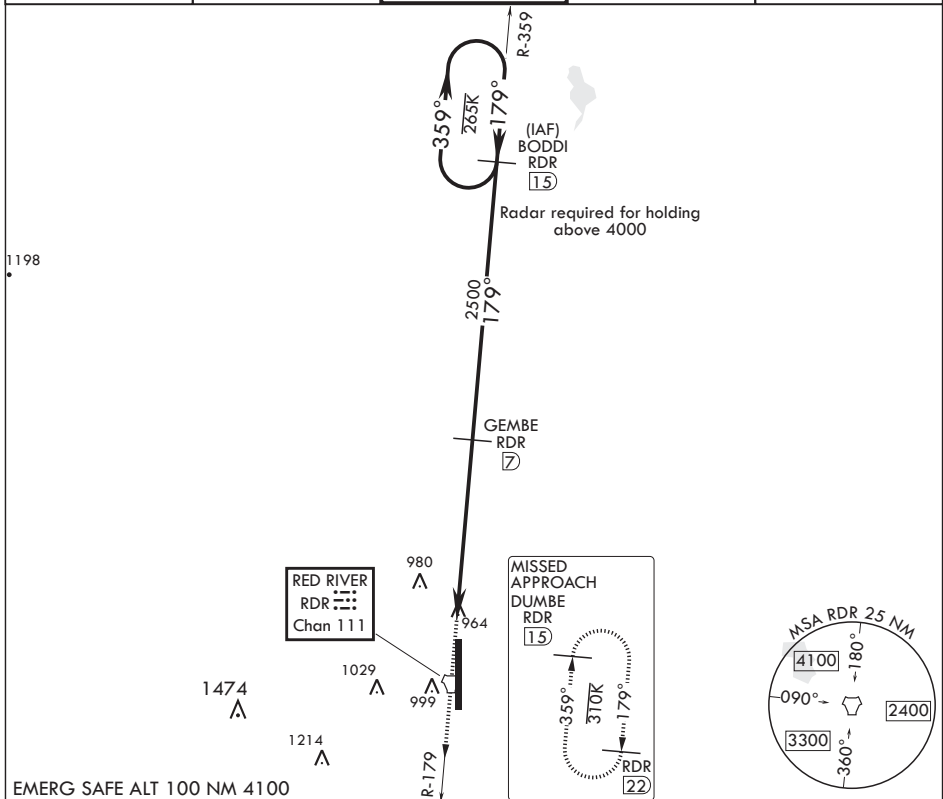 R-359
359°
265K
179°
(IAF)
BODDI
RDR
15
Radar required for holding
above 4000
1198
2500
179°
GEMBE
RDR
7
980
RED RIVER
RDR
Chan 111
964
MISSED
APPROACH
DUMBE
RDR
15
359°
310K
179°
RDR
22
MSA RDR 25 NM
4100
180°
090°
2400
3300
360°
1474
1029
999
1214
R-179
EMERG SAFE ALT 100 NM 4100